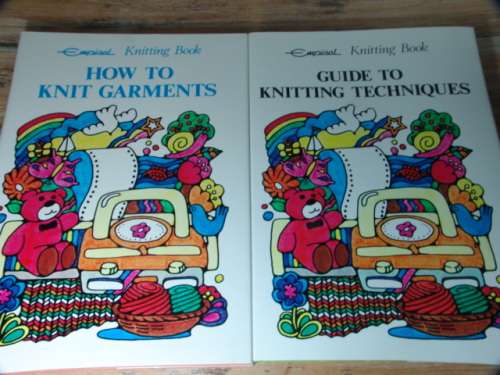 Empisal Knitting Book
HOW TO
KNIT GARMENTS
Empisal Knitting Book
GUIDE TO
KNITTING TECHNIQUES